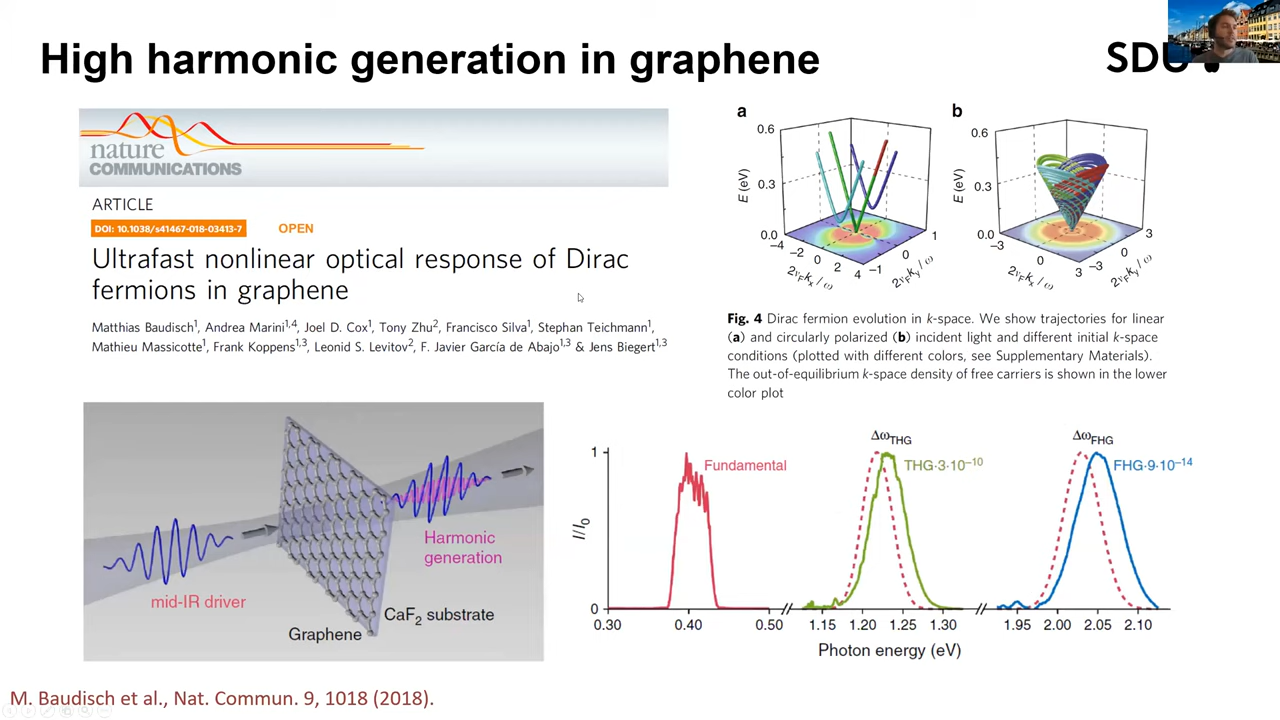 High harmonic generation in graphene
SDU
nature
COMMUNICATIONS
ARTICLE
DOI: 10.1038/s41467-018-03413-7 OPEN
Ultrafast nonlinear optical response of Dirac
fermions in graphene
Matthias Baudisch¹, Andrea Marini¹,⁴, Joel D. Cox¹, Tony Zhu², Francisco Silva¹, Stephan Teichmann¹,
Mathieu Massicotte¹, Frank Koppens¹,³, Leonid S. Levitov², F. Javier García de Abajo¹,³ & Jens Biegert¹,³
a
0.6
0.3
0.0
E (eV)
−4 −2 0 2 4
2vFkx/ω
−1 0 1
2vFky/ω
b
0.6
0.3
0.0
E (eV)
−3 0 3
2vFkx/ω
−3 0 3
2vFky/ω
Fig. 4 Dirac fermion evolution in k-space. We show trajectories for linear
(a) and circularly polarized (b) incident light and different initial k-space
conditions (plotted with different colors, see Supplementary Materials).
The out-of-equilibrium k-space density of free carriers is shown in the lower
color plot
mid-IR driver
Graphene
CaF₂ substrate
Harmonic
generation
1
I/I₀
0
Fundamental
ΔωTHG
THG·3·10⁻¹⁰
ΔωFHG
FHG·9·10⁻¹⁴
0.30 0.40 0.50 1.15 1.20 1.25 1.30 1.95 2.00 2.05 2.10
Photon energy (eV)
M. Baudisch et al., Nat. Commun. 9, 1018 (2018).